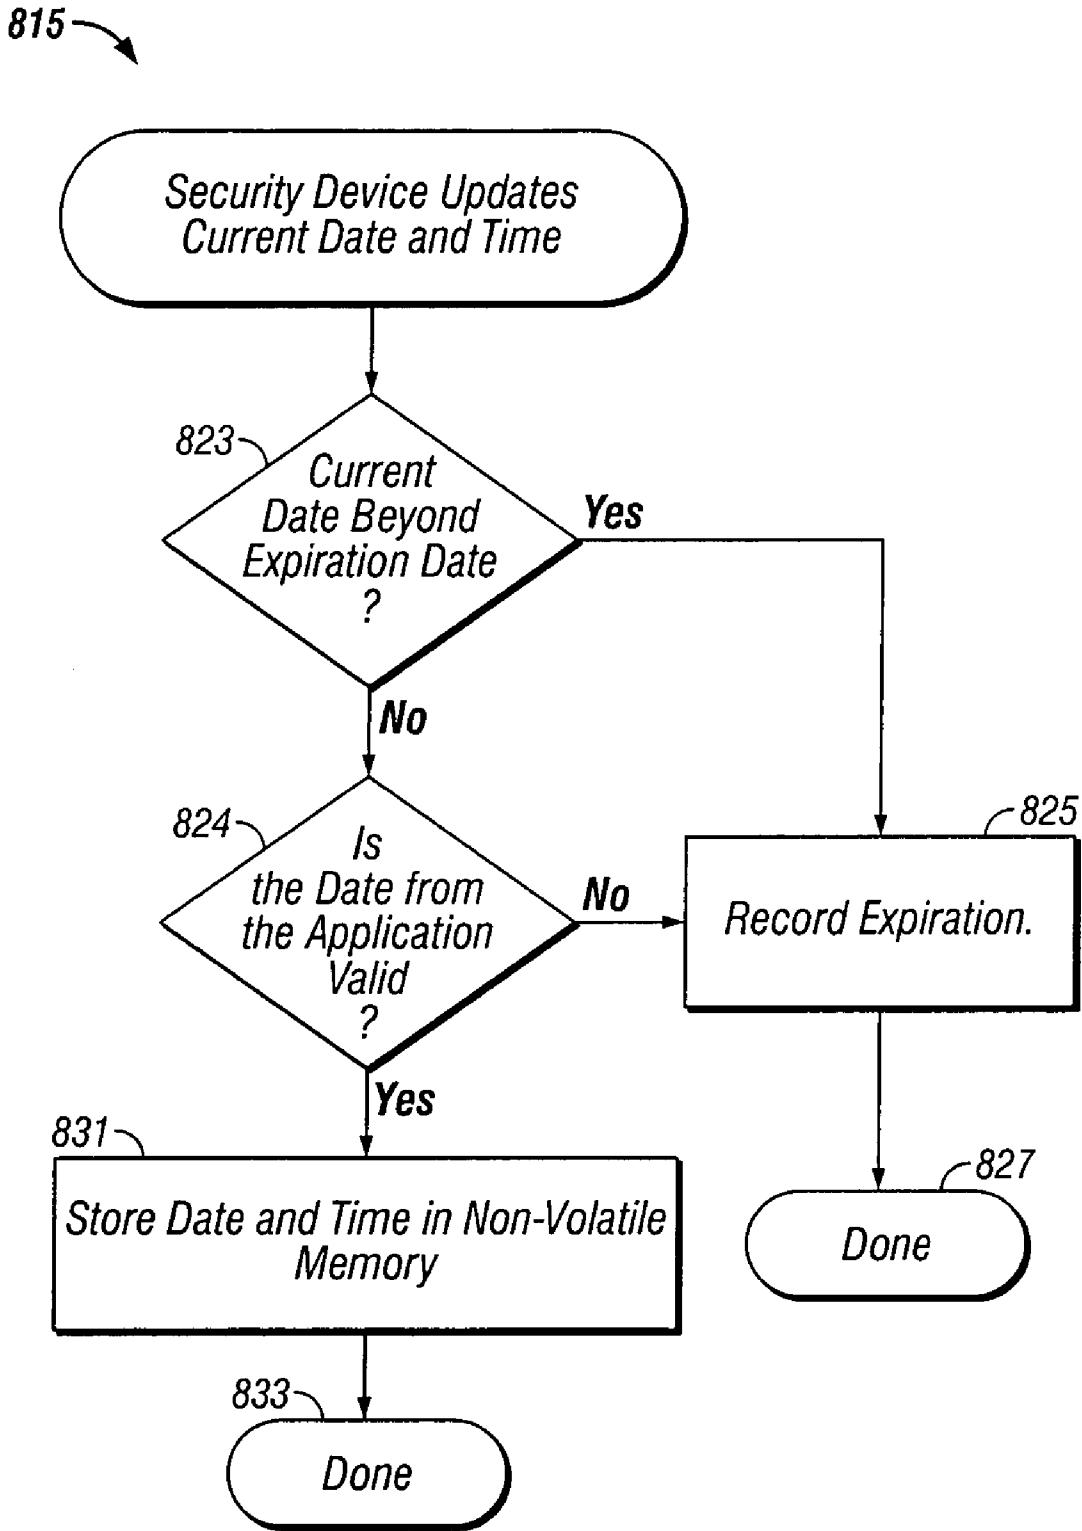 815
Security Device Updates
Current Date and Time
823
Current
Date Beyond
Expiration Date
?
Yes
No
824
Is
the Date from
the Application
Valid
?
No
825
Record Expiration.
Yes
831
Store Date and Time in Non-Volatile
Memory
827
Done
833
Done